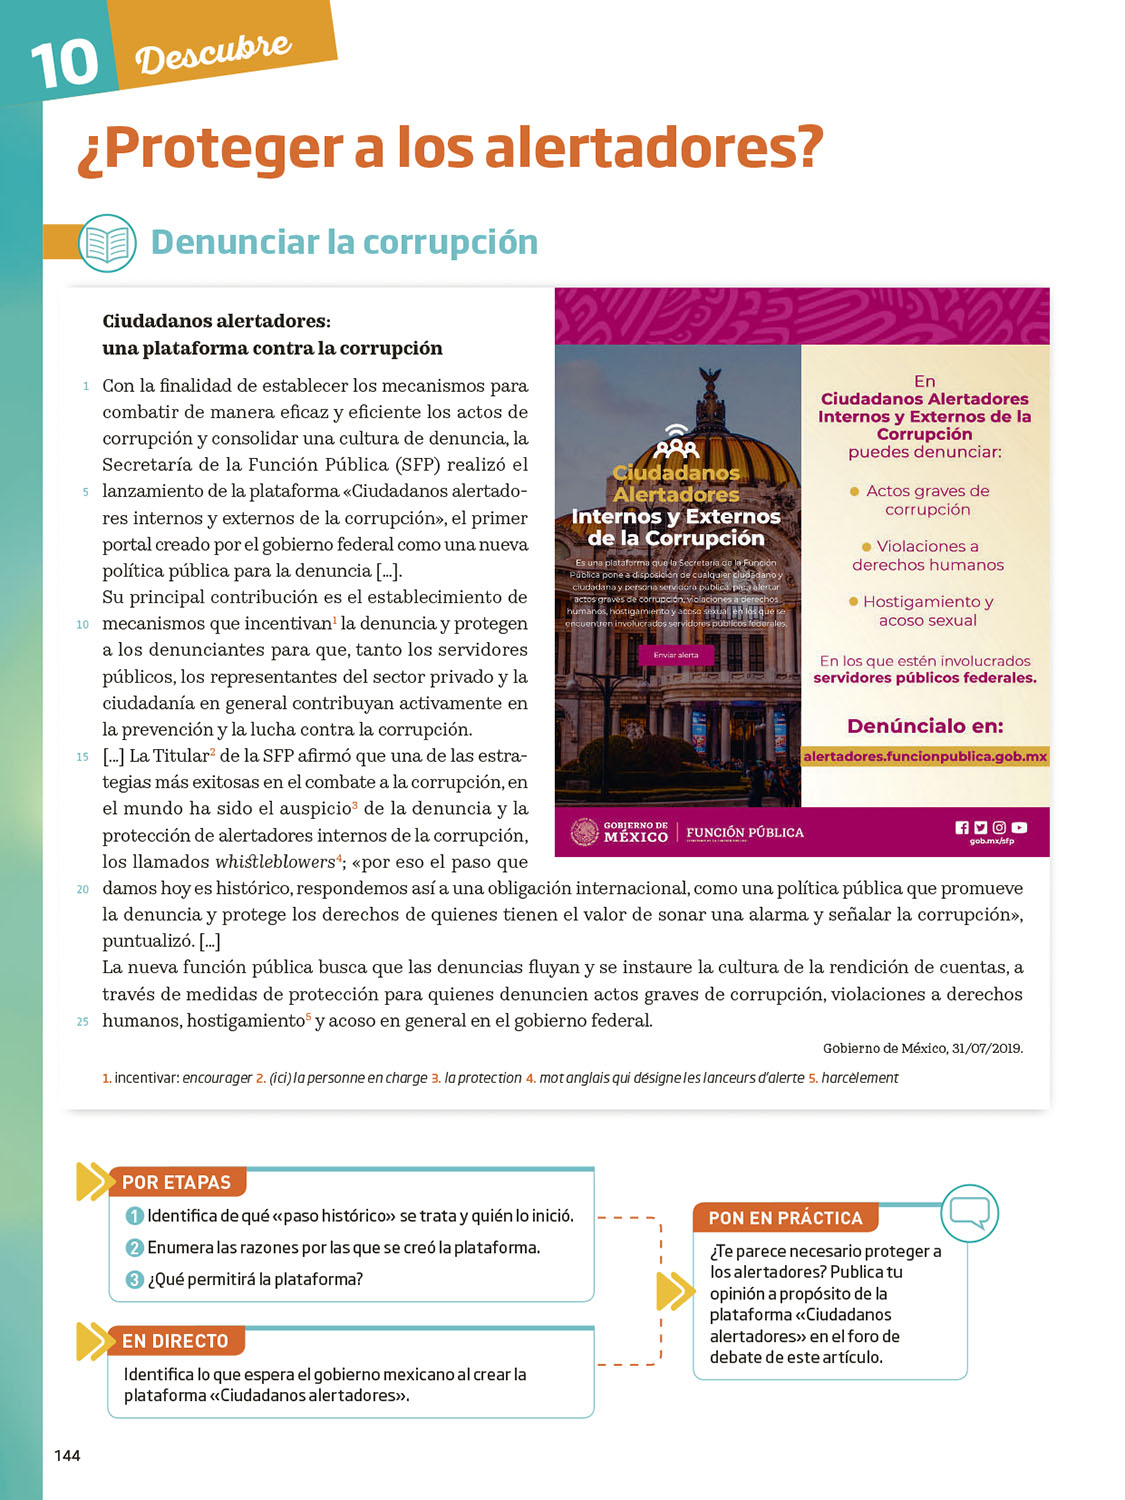 10 Descubre
¿Proteger a los alertadores?
Denunciar la corrupción
Ciudadanos alertadores:
una plataforma contra la corrupción
1 Con la finalidad de establecer los mecanismos para
combatir de manera eficaz y eficiente los actos de
corrupción y consolidar una cultura de denuncia, la
Secretaría de la Función Pública (SFP) realizó el
5 lanzamiento de la plataforma «Ciudadanos alertado-
res internos y externos de la corrupción», el primer
portal creado por el gobierno federal como una nueva
política pública para la denuncia [...].
Su principal contribución es el establecimiento de
10 mecanismos que incentivan1 la denuncia y protegen
a los denunciantes para que, tanto los servidores
públicos, los representantes del sector privado y la
ciudadanía en general contribuyan activamente en
la prevención y la lucha contra la corrupción.
15 [...] La Titular2 de la SFP afirmó que una de las estra-
tegias más exitosas en el combate a la corrupción, en
el mundo ha sido el auspicio3 de la denuncia y la
protección de alertadores internos de la corrupción,
los llamados whistleblowers4; «por eso el paso que
20 damos hoy es histórico, respondemos así a una obligación internacional, como una política pública que promueve
la denuncia y protege los derechos de quienes tienen el valor de sonar una alarma y señalar la corrupción»,
puntualizó. [...]
La nueva función pública busca que las denuncias fluyan y se instaure la cultura de la rendición de cuentas, a
través de medidas de protección para quienes denuncien actos graves de corrupción, violaciones a derechos
25 humanos, hostigamiento5 y acoso en general en el gobierno federal.
Gobierno de México, 31/07/2019.
1. incentivar: encourager 2. (ici) la personne en charge 3. la protection 4. mot anglais qui désigne les lanceurs d'alerte 5. harcèlement
Ciudadanos
Alertadores
Internos y Externos
de la Corrupción
Es una plataforma que la Secretaría de la Función
Pública pone a disposición de cualquier ciudadano y
ciudadana y persona servidora pública, para alertar
actos graves de corrupción, violaciones a derechos
humanos, hostigamiento y acoso sexual, en los que se
encuentren involucrados servidores públicos federales.
Enviar alerta
En
Ciudadanos Alertadores
Internos y Externos de la
Corrupción
puedes denunciar:
Actos graves de
corrupción
Violaciones a
derechos humanos
Hostigamiento y
acoso sexual
En los que estén involucrados
servidores públicos federales.
Denúncialo en:
alertadores.funcionpublica.gob.mx
GOBIERNO DE
MÉXICO
FUNCIÓN PÚBLICA
gob.mx/sfp
POR ETAPAS
1 Identifica de qué «paso histórico» se trata y quién lo inició.
2 Enumera las razones por las que se creó la plataforma.
3 ¿Qué permitirá la plataforma?
EN DIRECTO
Identifica lo que espera el gobierno mexicano al crear la
plataforma «Ciudadanos alertadores».
PON EN PRÁCTICA
¿Te parece necesario proteger a
los alertadores? Publica tu
opinión a propósito de la
plataforma «Ciudadanos
alertadores» en el foro de
debate de este artículo.
144